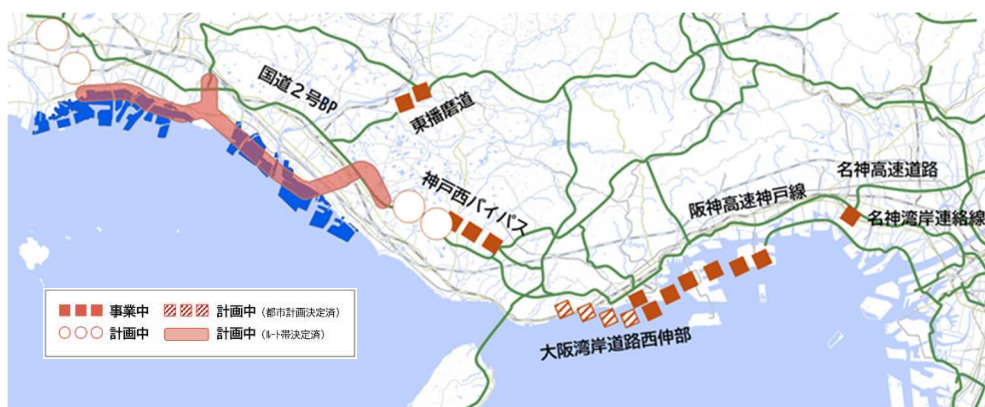 国道2号BP
東播磨道
神戸西バイパス
名神高速道路
阪神高速神戸線
名神湾岸連絡線
大阪湾岸道路西伸部
事業中
計画中(都市計画決定済)
計画中
計画中(ルート帯決定済)